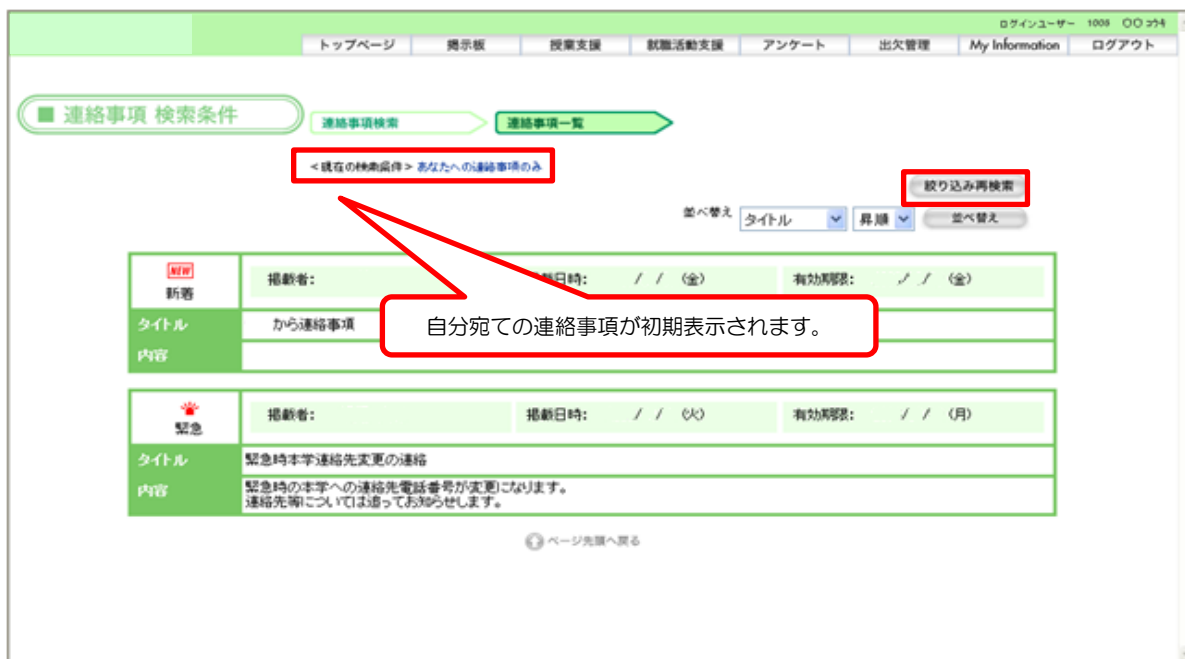 ログインユーザー 1008 〇〇 コウキ
トップページ 掲示板 授業支援 就職活動支援 アンケート 出欠管理 My Information ログアウト
■ 連絡事項 検索条件
連絡事項検索 連絡事項一覧
<現在の検索条件> あなたへの連絡事項のみ
絞り込み再検索
並べ替え タイトル 昇順 並べ替え
NEW
新着
掲載者: 日時: / / (金) 有効期限: / / (金)
タイトル から連絡事項
自分宛ての連絡事項が初期表示されます。
内容
緊急
掲載者: 掲載日時: / / (火) 有効期限: / / (月)
タイトル 緊急時本学連絡先変更の連絡
内容 緊急時の本学への連絡先電話番号が変更になります。
連絡先等については追ってお知らせします。
ページ先頭へ戻る